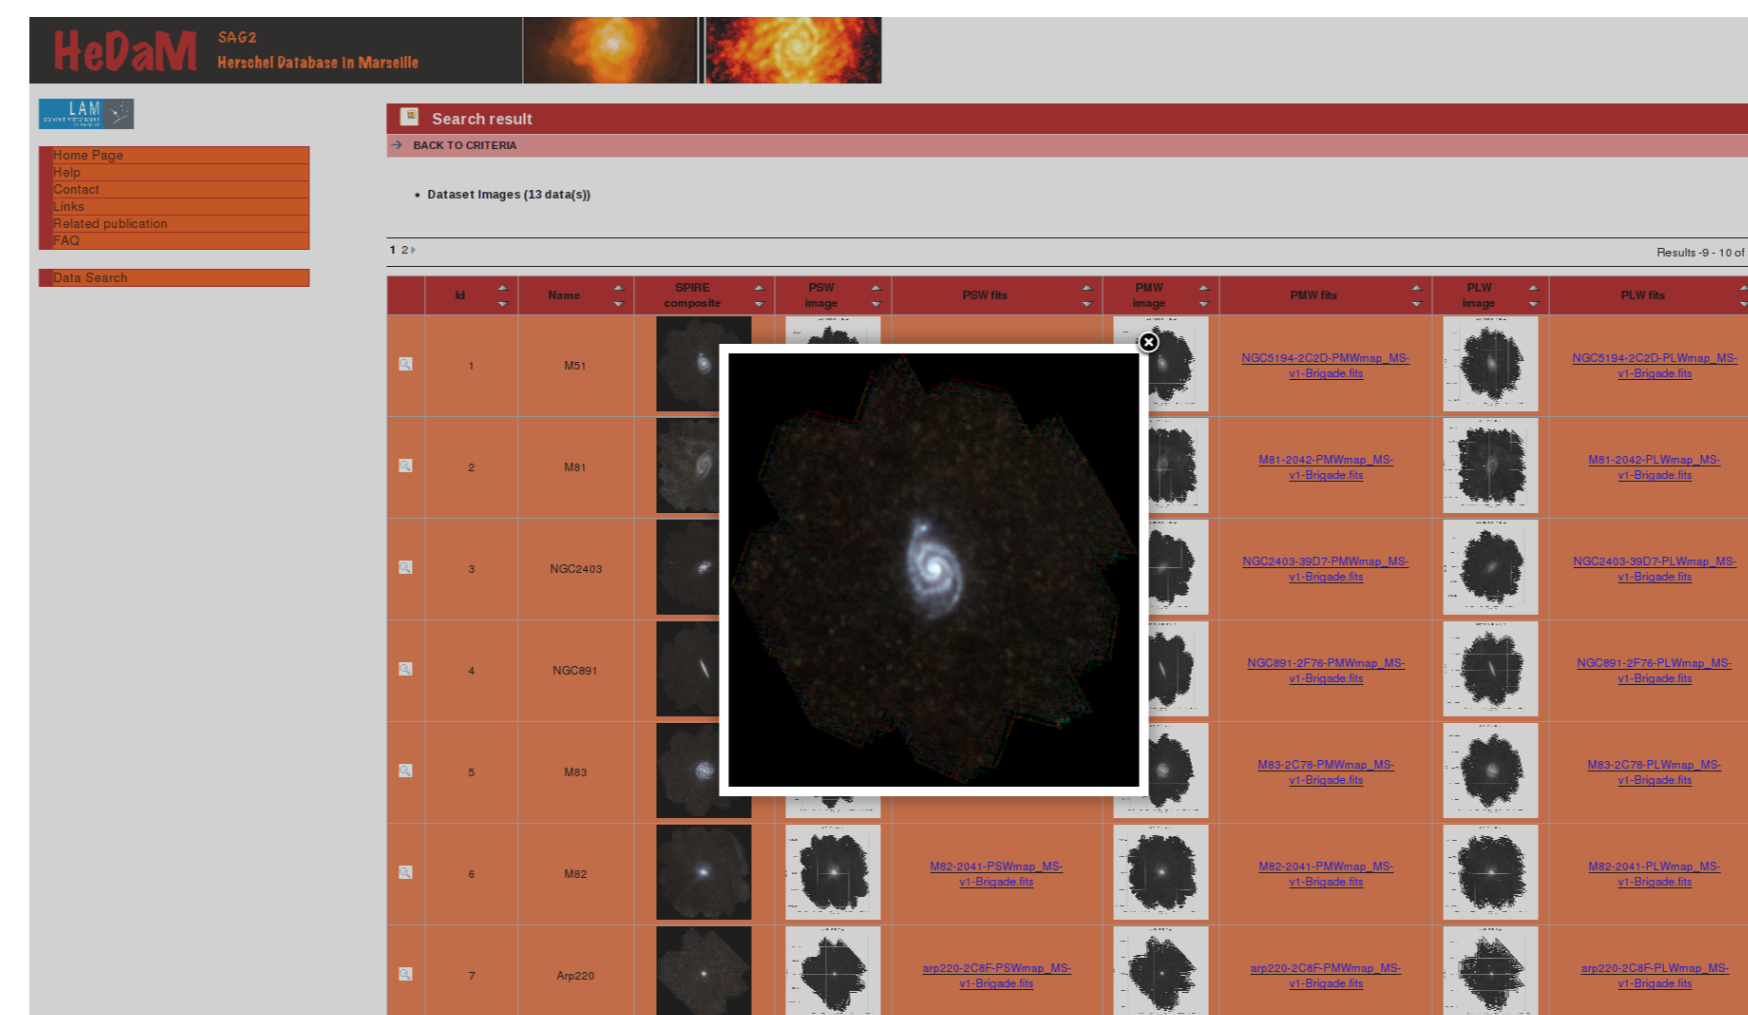 HeDaM
SAG2
Herschel Database in Marseille
LAM
Home Page
Help
Contact
Links
Related publication
FAQ
Data Search
Search result
BACK TO CRITERIA
• Dataset Images (13 data(s))
1 2
Results -9 - 10 of
Id Name SPIRE composite PSW image PSW fits PMW image PMW fits PLW image PLW fits
1 M51 NGC5194-2C2D-PMWmap_MS- NGC5194-2C2D-PLWmap_MS-
v1-Brigade.fits v1-Brigade.fits
2 M81 M81-2042-PMWmap_MS- M81-2042-PLWmap_MS-
v1-Brigade.fits v1-Brigade.fits
3 NGC2403 NGC2403-39D7-PMWmap_MS- NGC2403-39D7-PLWmap_MS-
v1-Brigade.fits v1-Brigade.fits
4 NGC891 NGC891-2F76-PMWmap_MS- NGC891-2F76-PLWmap_MS-
v1-Brigade.fits v1-Brigade.fits
5 M83 M83-2C78-PMWmap_MS- M83-2C78-PLWmap_MS-
v1-Brigade.fits v1-Brigade.fits
6 M82 M82-2041-PSWmap_MS- M82-2041-PMWmap_MS- M82-2041-PLWmap_MS-
v1-Brigade.fits v1-Brigade.fits v1-Brigade.fits
7 Arp220 arp220-2C8F-PSWmap_MS- arp220-2C8F-PMWmap_MS- arp220-2C8F-PLWmap_MS-
v1-Brigade.fits v1-Brigade.fits v1-Brigade.fits